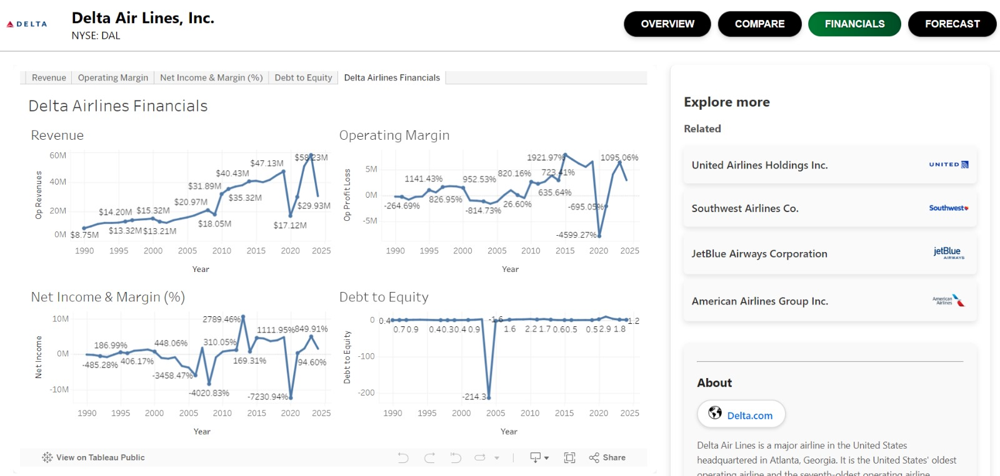 DELTA
Delta Air Lines, Inc.
NYSE: DAL
OVERVIEW
COMPARE
FINANCIALS
FORECAST
Revenue
Operating Margin
Net Income & Margin (%)
Debt to Equity
Delta Airlines Financials
Delta Airlines Financials
Revenue
Op Revenues
60M
40M
20M
0M
$8.75M
$14.20M
$13.32M
$15.32M
$13.21M
$20.97M
$31.89M
$18.05M
$40.43M
$35.32M
$47.13M
$17.12M
$58.23M
$29.93M
1990 1995 2000 2005 2010 2015 2020 2025
Year
Operating Margin
Op Profit Loss
5M
0M
-5M
-264.69%
1141.43%
826.95%
952.53%
-814.73%
820.16%
26.60%
1921.97%
723.41%
635.64%
-695.05%
-4599.27%
1095.06%
1990 1995 2000 2005 2010 2015 2020 2025
Year
Net Income & Margin (%)
Net Income
10M
0M
-10M
186.99%
-485.28%
406.17%
448.06%
-3458.47%
2789.46%
310.05%
-4020.83%
169.31%
1111.95%
849.91%
-7230.94%
94.60%
1990 1995 2000 2005 2010 2015 2020 2025
Year
Debt to Equity
Debt to Equity
0
-100
-200
0.4
0.7 0.9
0.4 0.3 0.4 0.9
-1.6
1.6
2.2 1.7 0.6 0.5
0.5 2.9 1.8
1.2
-214.3
1990 1995 2000 2005 2010 2015 2020 2025
Year
View on Tableau Public
Share
Explore more
Related
United Airlines Holdings Inc.
UNITED
Southwest Airlines Co.
Southwest
JetBlue Airways Corporation
jetBlue
AIRWAYS
American Airlines Group Inc.
American
Airlines
About
Delta.com
Delta Air Lines is a major airline in the United States
headquartered in Atlanta, Georgia. It is the United States' oldest
operating airline and the seventh-oldest operating airline